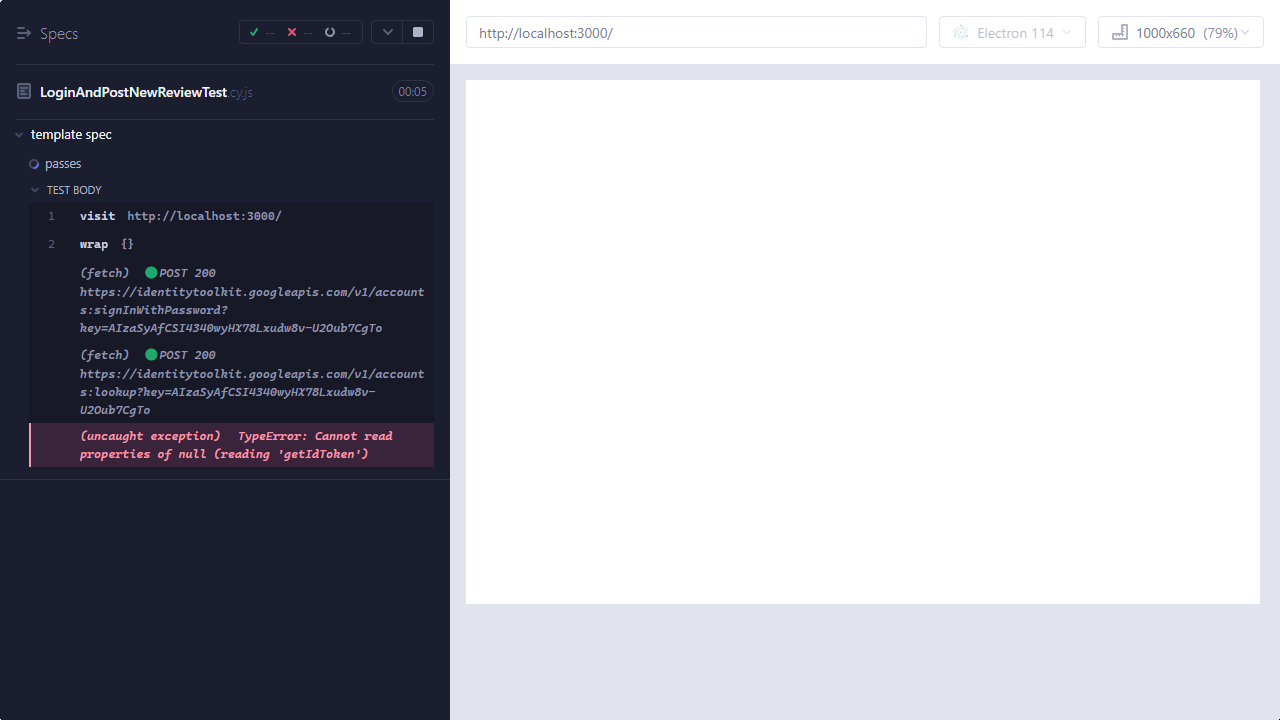 Specs
--
--
--
http://localhost:3000/
Electron 114
1000x660 (79%)
LoginAndPostNewReviewTest.cy.js
00:05
template spec
passes
TEST BODY
1 visit http://localhost:3000/
2 wrap {}
(fetch) POST 200
https://identitytoolkit.googleapis.com/v1/account
s:signInWithPassword?
key=AIzaSyAfCSI4340wyHX78Lxudw8v-U2Oub7CgTo
(fetch) POST 200
https://identitytoolkit.googleapis.com/v1/account
s:lookup?key=AIzaSyAfCSI4340wyHX78Lxudw8v-
U2Oub7CgTo
(uncaught exception) TypeError: Cannot read
properties of null (reading 'getIdToken')